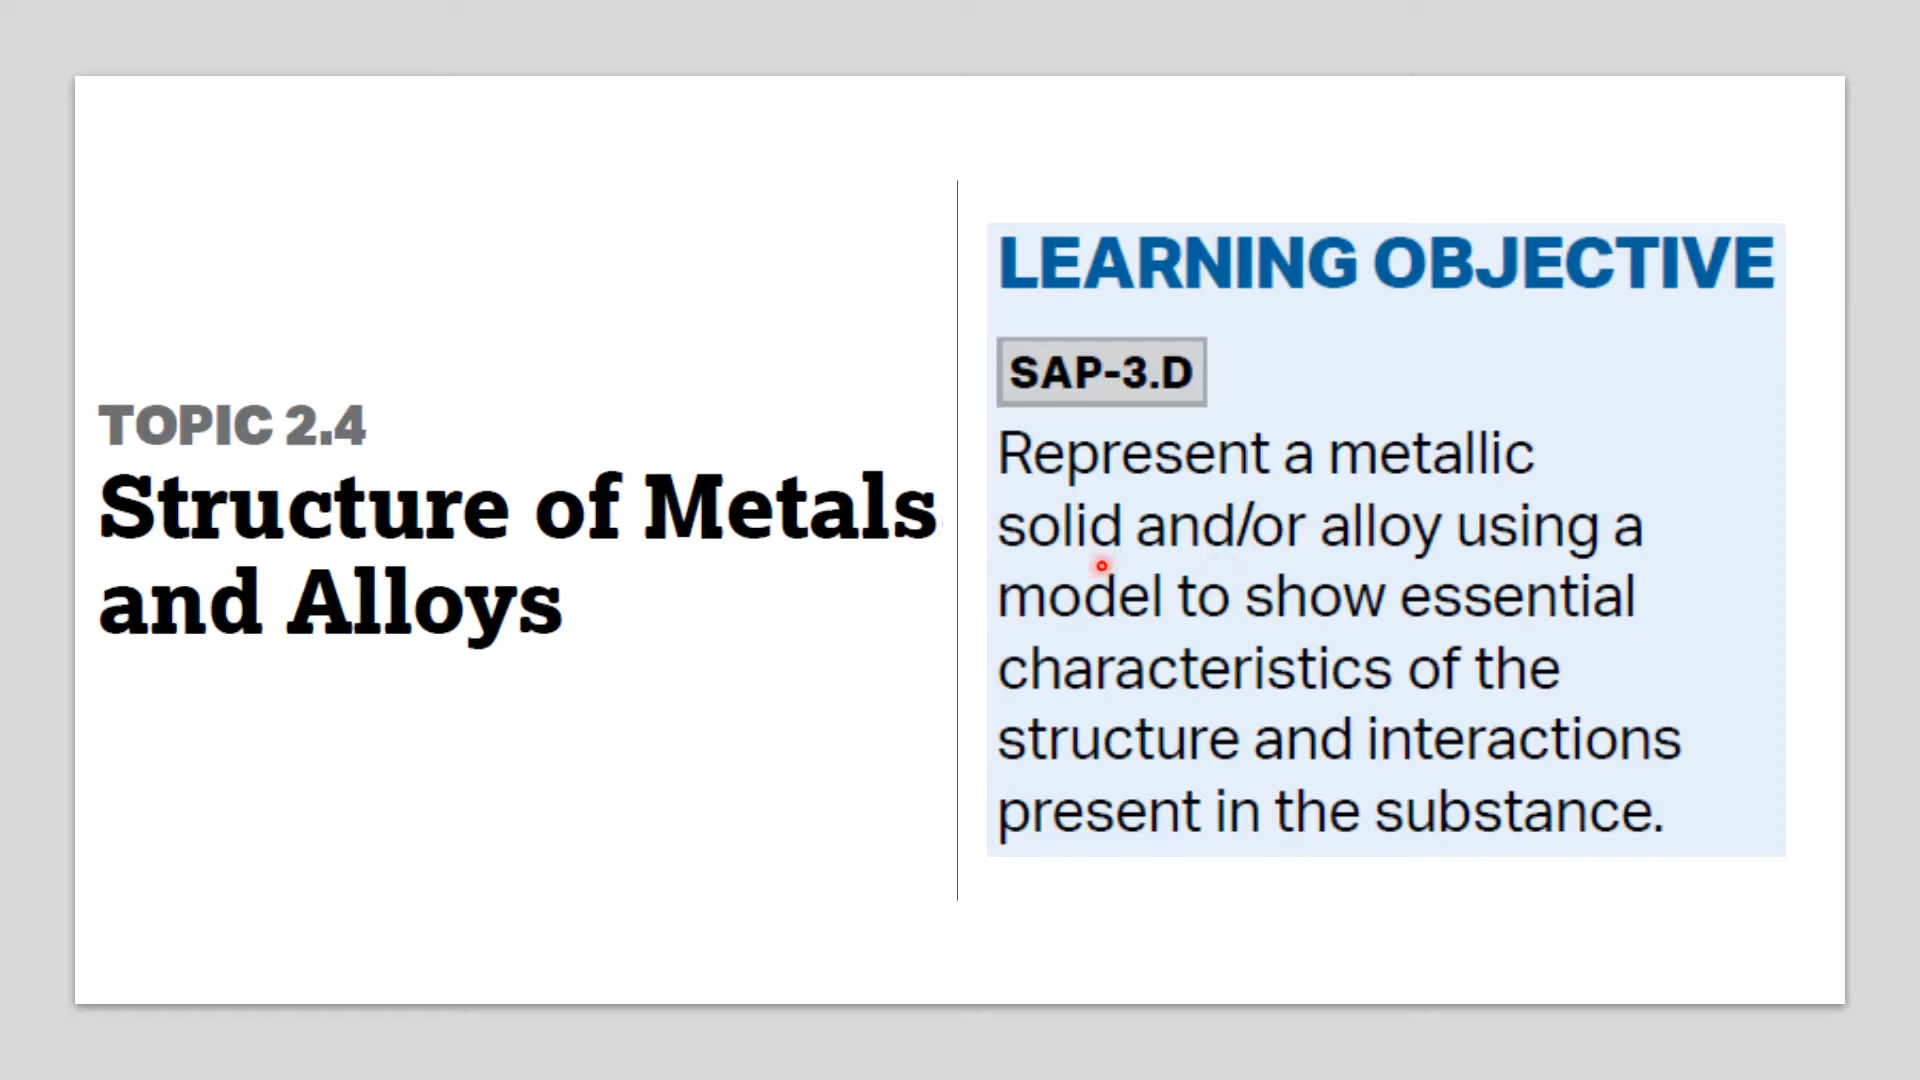 TOPIC 2.4
Structure of Metals
and Alloys
LEARNING OBJECTIVE
SAP-3.D
Represent a metallic
solid and/or alloy using a
model to show essential
characteristics of the
structure and interactions
present in the substance.